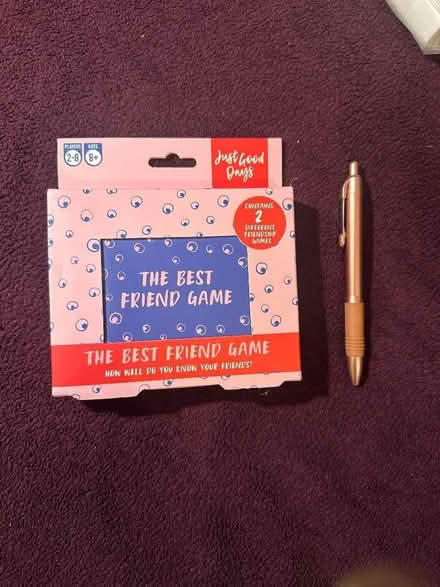 PLAYERS
2-8
AGES
8+
Just Good
Days
CONTAINS
2
DIFFERENT
FRIENDSHIP
GAMES
THE BEST
FRIEND GAME
THE BEST FRIEND GAME
HOW WELL DO YOU KNOW YOUR FRIENDS?